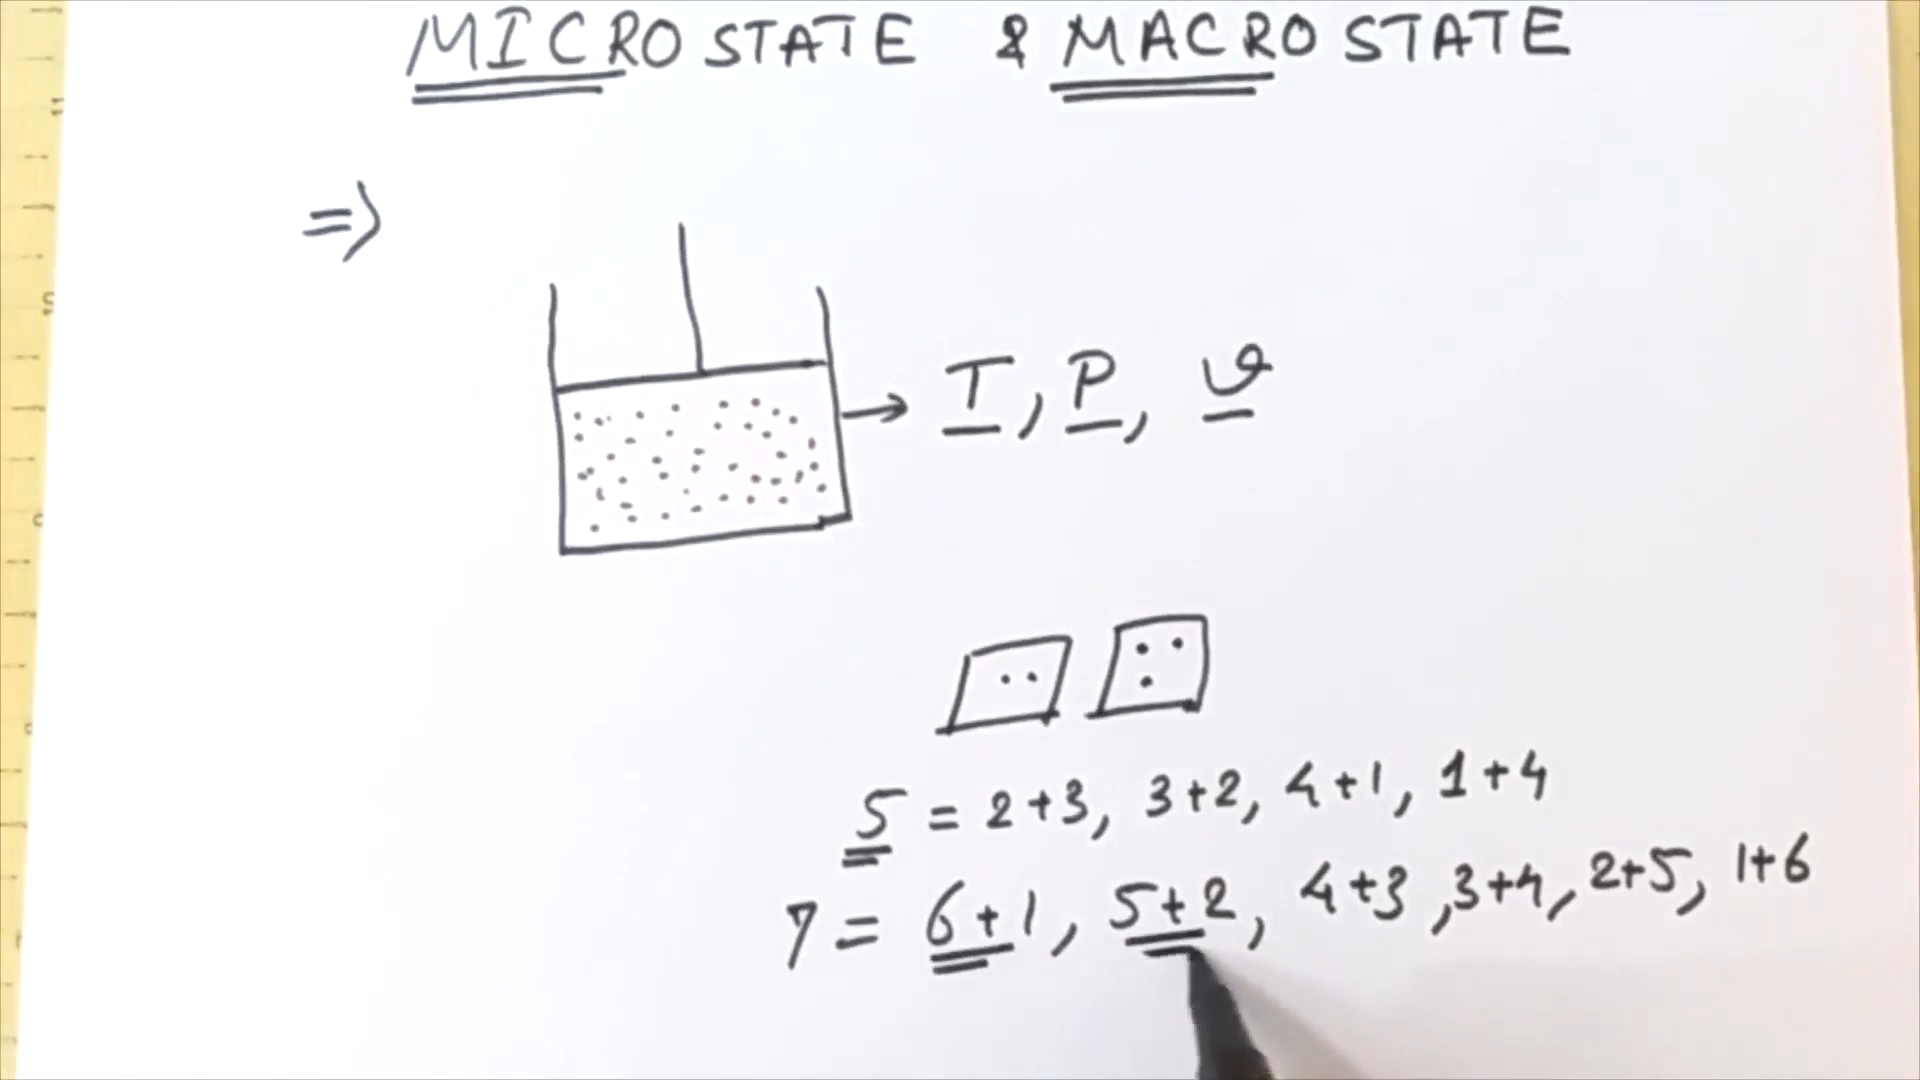 MICROSTATE & MACROSTATE
=>
→ T, P, v
5 = 2+3, 3+2, 4+1, 1+4
7 = 6+1, 5+2, 4+3, 3+4, 2+5, 1+6